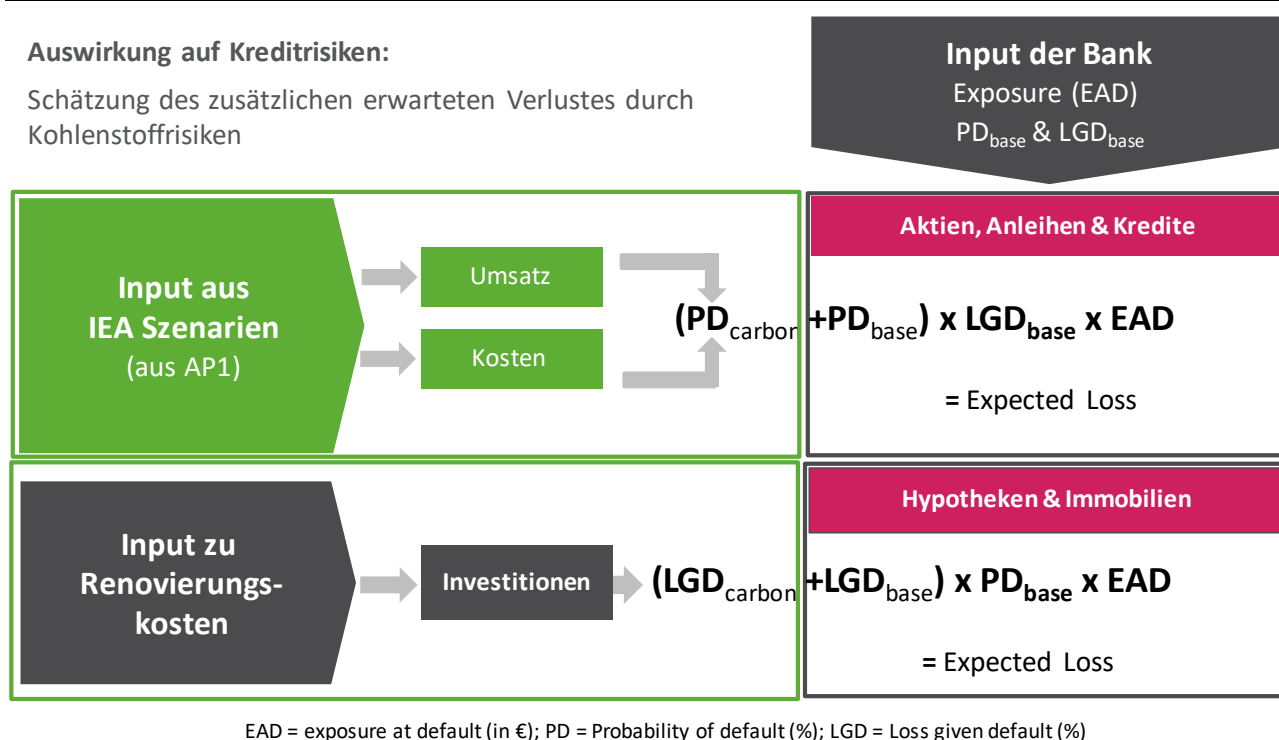 Auswirkung auf Kreditrisiken:
Schätzung des zusätzlichen erwarteten Verlustes durch
Kohlenstoffrisiken
Input der Bank
Exposure (EAD)
PDbase & LGDbase
Input aus
IEA Szenarien
(aus AP1)
Umsatz
Kosten
Aktien, Anleihen & Kredite
(PDcarbon +PDbase) x LGDbase x EAD
= Expected Loss
Input zu
Renovierungs-
kosten
Investitionen
Hypotheken & Immobilien
(LGDcarbon +LGDbase) x PDbase x EAD
= Expected Loss
EAD = exposure at default (in €); PD = Probability of default (%); LGD = Loss given default (%)